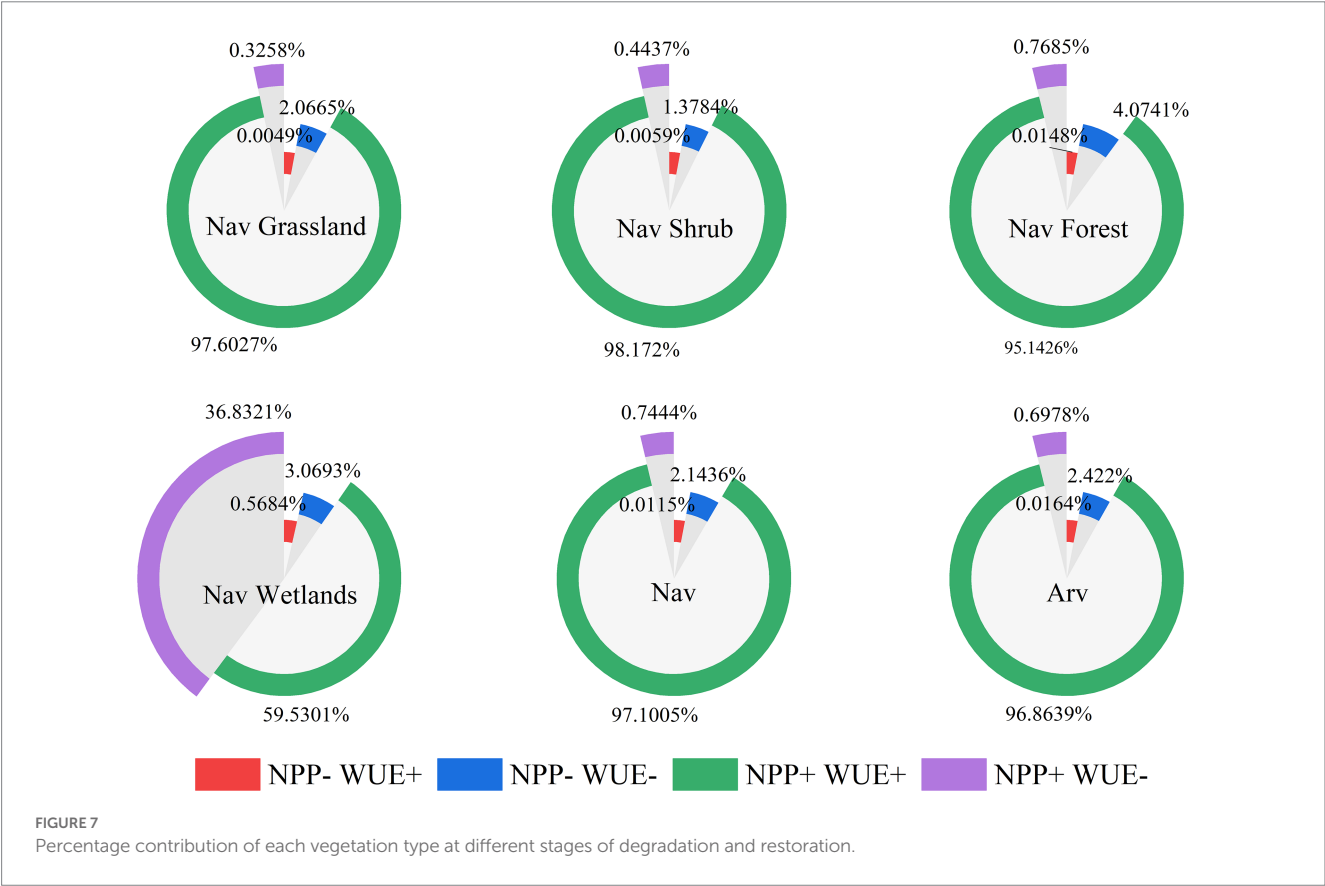 0.3258%
2.0665%
0.0049%
Nav Grassland
97.6027%
0.4437%
1.3784%
0.0059%
Nav Shrub
98.172%
0.7685%
4.0741%
0.0148%
Nav Forest
95.1426%
36.8321%
3.0693%
0.5684%
Nav Wetlands
59.5301%
0.7444%
2.1436%
0.0115%
Nav
97.1005%
0.6978%
2.422%
0.0164%
Arv
96.8639%
NPP- WUE+ NPP- WUE- NPP+ WUE+ NPP+ WUE-
FIGURE 7
Percentage contribution of each vegetation type at different stages of degradation and restoration.